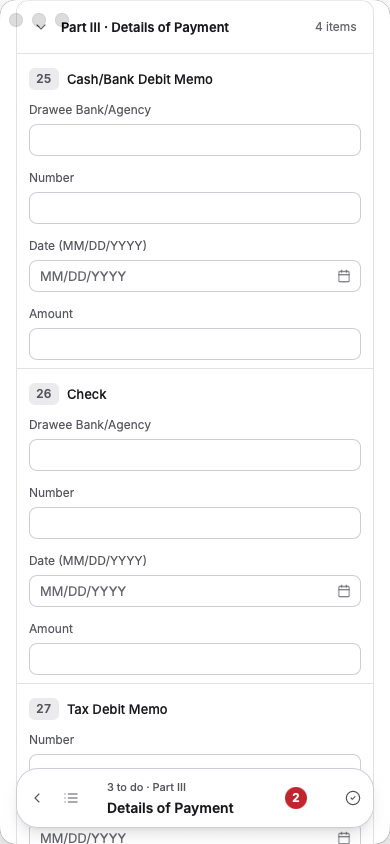 Part III · Details of Payment
4 items
25 Cash/Bank Debit Memo
Drawee Bank/Agency
Number
Date (MM/DD/YYYY)
MM/DD/YYYY
Amount
26 Check
Drawee Bank/Agency
Number
Date (MM/DD/YYYY)
MM/DD/YYYY
Amount
27 Tax Debit Memo
Number
3 to do · Part III
Details of Payment
2
MM/DD/YYYY